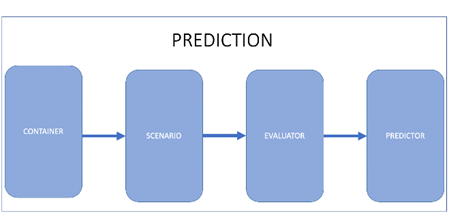 PREDICTION
CONTAINER
SCENARIO
EVALUATOR
PREDICTOR